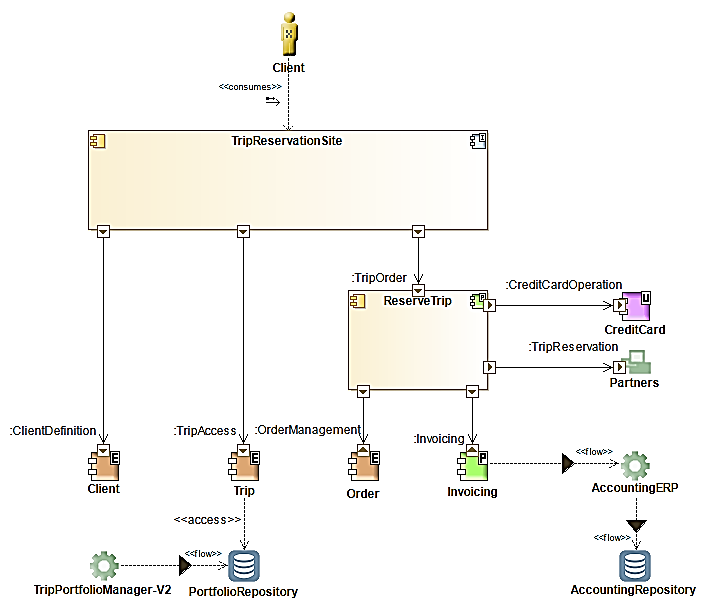 Client
<<consumes>>
TripReservationSite
I
:TripOrder
ReserveTrip
P
:CreditCardOperation
U
CreditCard
:TripReservation
Partners
:ClientDefinition
:TripAccess
:OrderManagement
:Invoicing
E
E
E
P
<<flow>>
Client
Trip
Order
Invoicing
AccountingERP
<<access>>
<<flow>>
<<flow>>
TripPortfolioManager-V2
PortfolioRepository
AccountingRepository